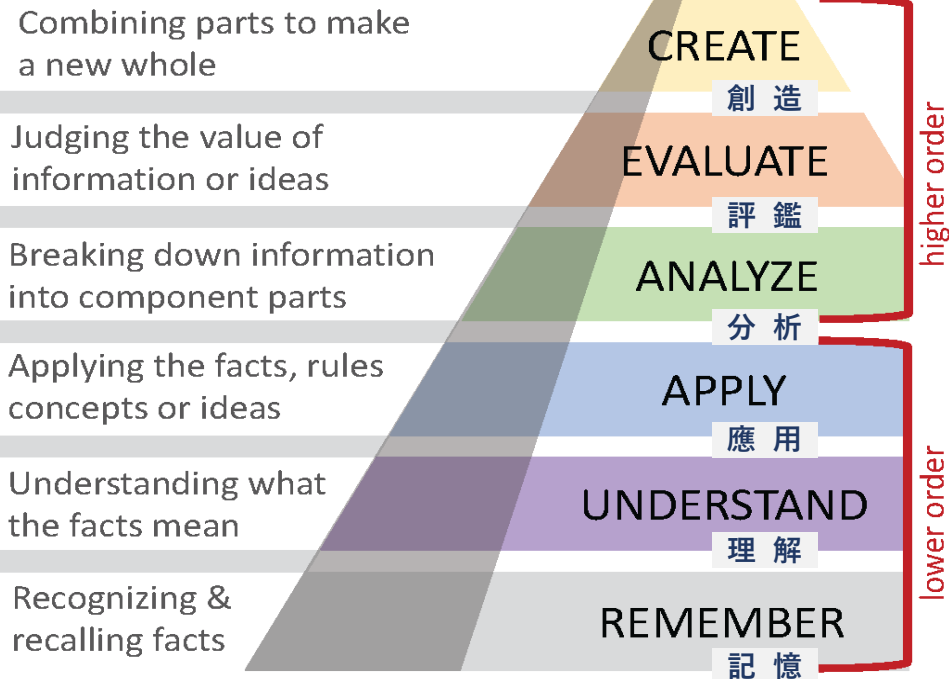 Combining parts to make
a new whole
CREATE
創造
Judging the value of
information or ideas
EVALUATE
評鑑
Breaking down information
into component parts
ANALYZE
分析
higher order
Applying the facts, rules
concepts or ideas
APPLY
應用
Understanding what
the facts mean
UNDERSTAND
理解
Recognizing &
recalling facts
REMEMBER
記憶
lower order